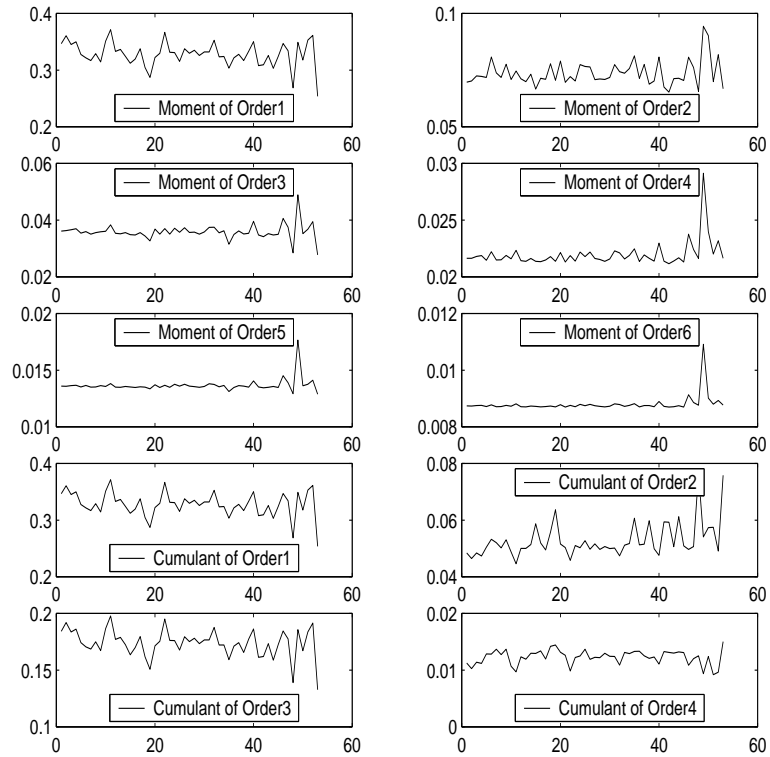 0.4
0.3
0.2
0 20 40 60
Moment of Order1
0.1
0.05
0 20 40 60
Moment of Order2
0.06
0.04
0.02
0 20 40 60
Moment of Order3
0.03
0.025
0.02
0 20 40 60
Moment of Order4
0.02
0.015
0.01
0 20 40 60
Moment of Order5
0.012
0.01
0.008
0 20 40 60
Moment of Order6
0.4
0.3
0.2
0 20 40 60
Cumulant of Order1
0.08
0.06
0.04
0 20 40 60
Cumulant of Order2
0.2
0.15
0.1
0 20 40 60
Cumulant of Order3
0.02
0.01
0
0 20 40 60
Cumulant of Order4